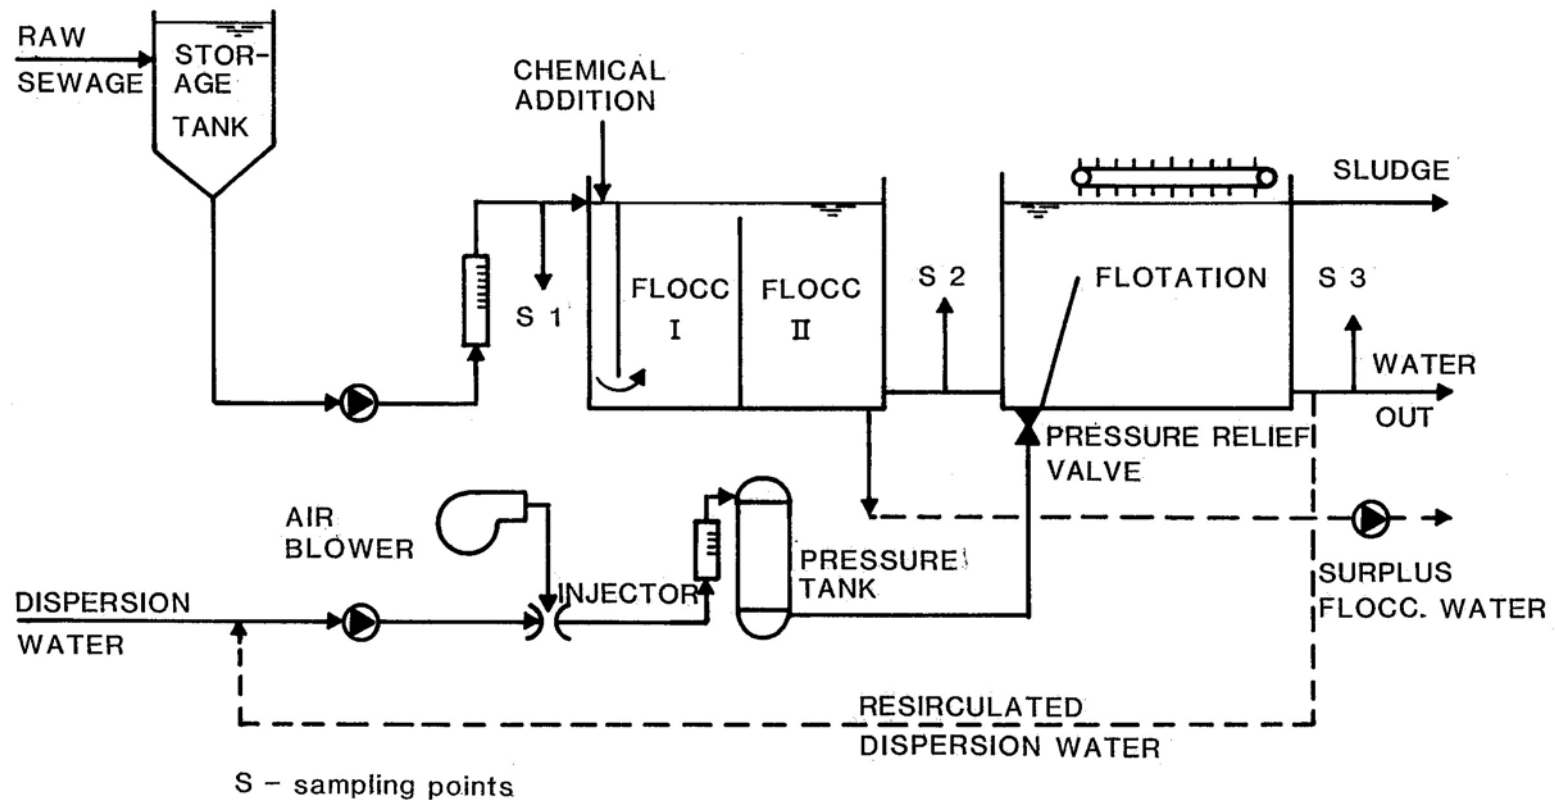 RAW
SEWAGE
STOR-
AGE
TANK
CHEMICAL
ADDITION
SLUDGE
S 1
FLOCC
I
FLOCC
II
S 2
FLOTATION
S 3
WATER
OUT
PRESSURE RELIEF
VALVE
AIR
BLOWER
INJECTOR
PRESSURE
TANK
SURPLUS
FLOCC. WATER
DISPERSION
WATER
RESIRCULATED
DISPERSION WATER
S – sampling points